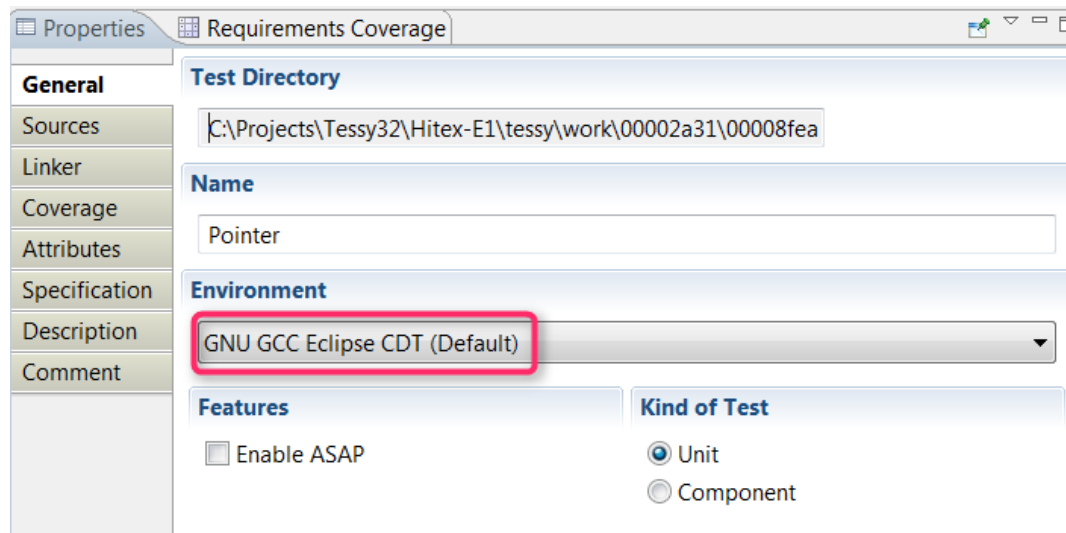 Properties
Requirements Coverage
General
Sources
Linker
Coverage
Attributes
Specification
Description
Comment
Test Directory
C:\Projects\Tessy32\Hitex-E1\tessy\work\00002a31\00008fea
Name
Pointer
Environment
GNU GCC Eclipse CDT (Default)
Features
Enable ASAP
Kind of Test
Unit
Component